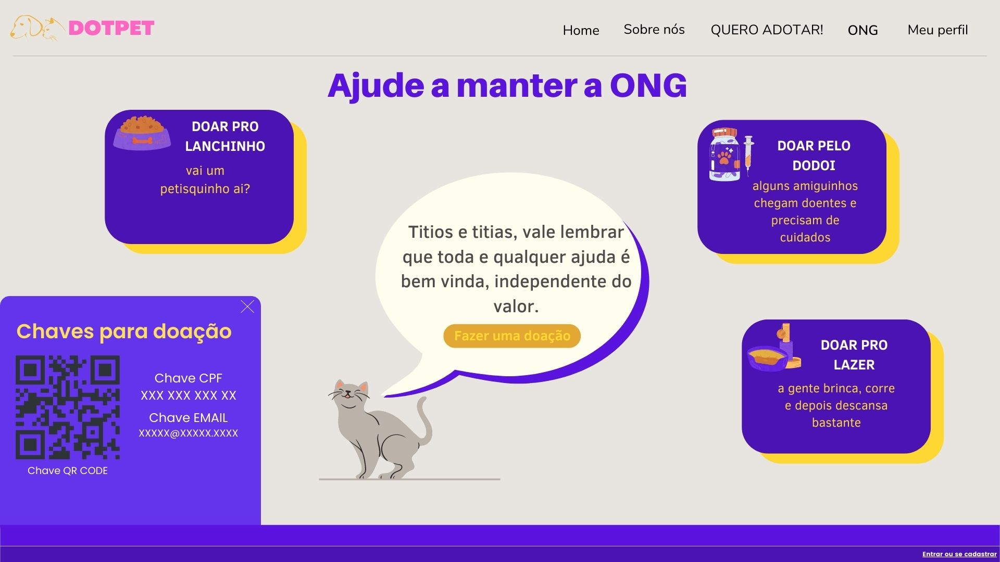 DOTPET
Home
Sobre nós
QUERO ADOTAR!
ONG
Meu perfil
Ajude a manter a ONG
DOAR PRO
LANCHINHO
vai um
petisquinho ai?
DOAR PELO
DODOI
alguns amiguinhos
chegam doentes e
precisam de
cuidados
Titios e titias, vale lembrar
que toda e qualquer ajuda é
bem vinda, independente do
valor.
Fazer uma doação
Chaves para doação
Chave CPF
XXX XXX XXX XX
Chave EMAIL
XXXXX@XXXXX.XXXX
Chave QR CODE
DOAR PRO
LAZER
a gente brinca, corre
e depois descansa
bastante
Entrar ou se cadastrar